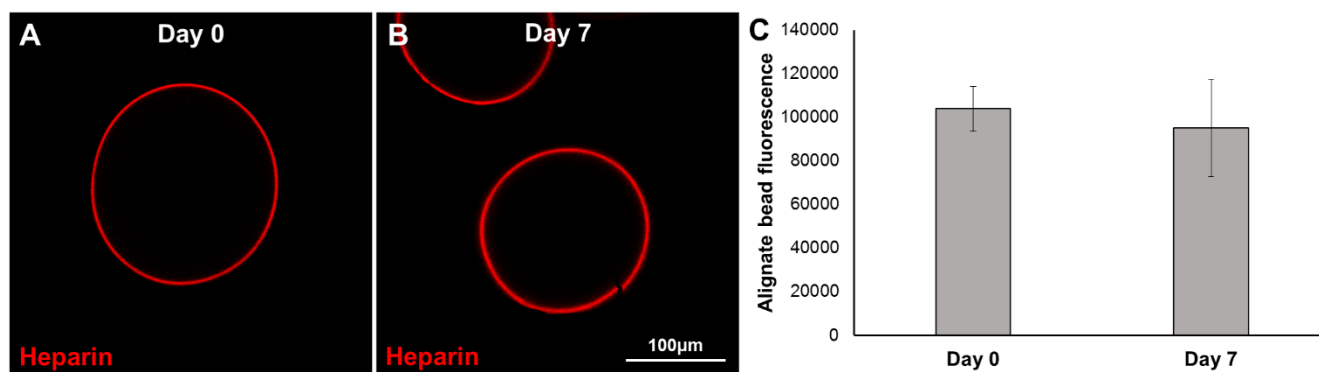 A
Day 0
Heparin
B
Day 7
Heparin
100µm
C
Alignate bead fluorescence
140000
120000
100000
80000
60000
40000
20000
0
Day 0
Day 7